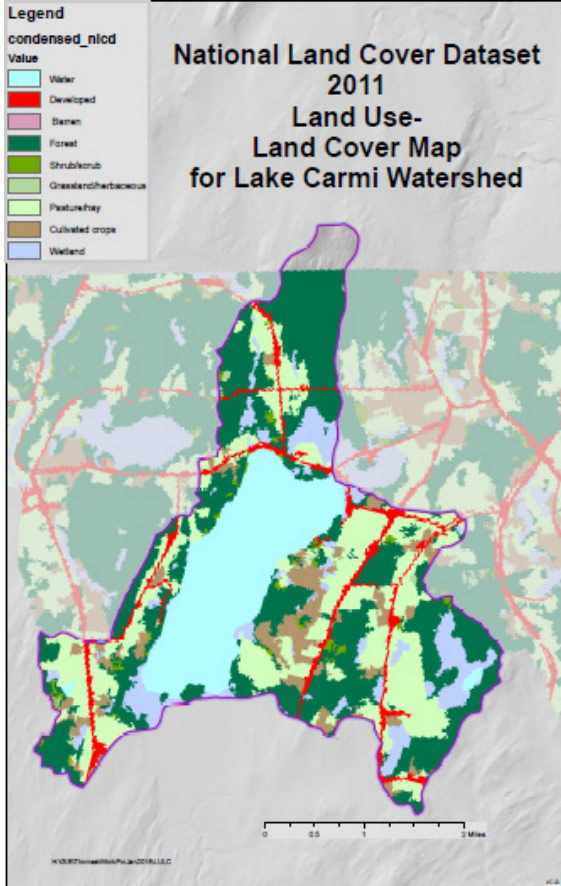 Legend
condensed_nlcd
Value
Water
Developed
Barren
Forest
Shrub/scrub
Grassland/herbaceous
Pasture/hay
Cultivated crops
Wetland
National Land Cover Dataset
2011
Land Use-
Land Cover Map
for Lake Carmi Watershed
0 0.5 1 2 Miles